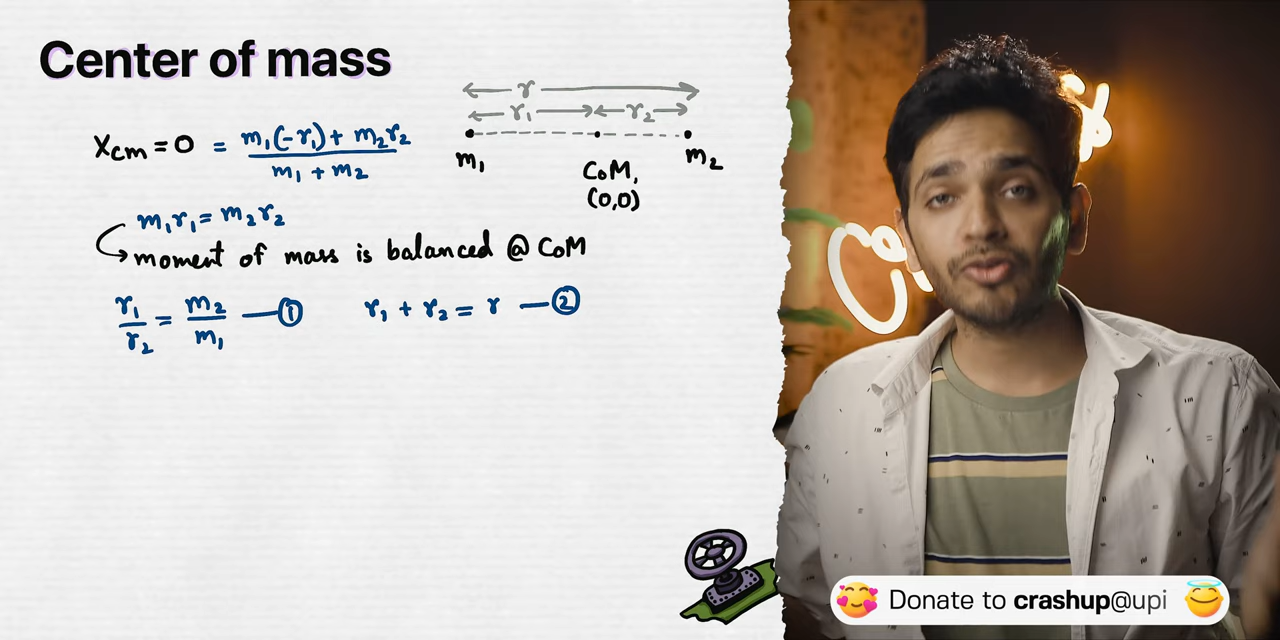 Center of mass
r
r₁ r₂
m₁ m₂
CoM,
(0,0)
Xcm = 0 = m₁(-r₁) + m₂r₂ / m₁ + m₂
m₁r₁ = m₂r₂
moment of mass is balanced @ CoM
r₁/r₂ = m₂/m₁ — ① r₁ + r₂ = r — ②
Donate to crashup@upi